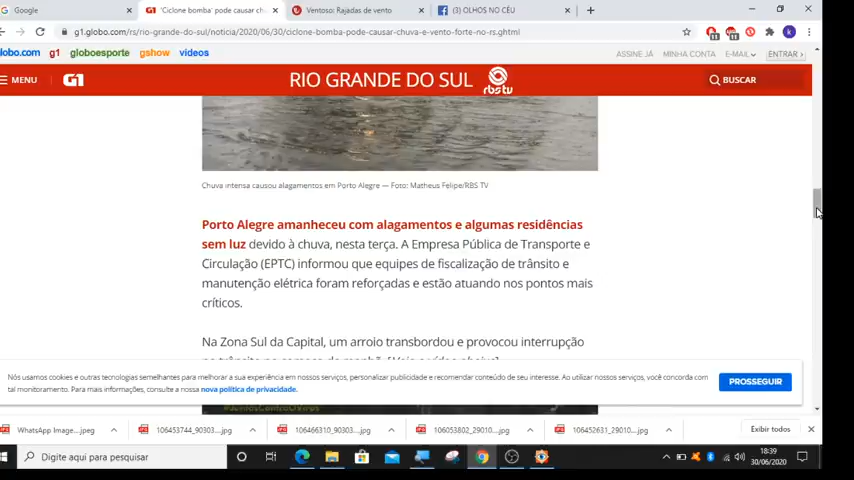 Google
'Ciclone bomba' pode causar ch
Ventoso: Rajadas de vento
(3) OLHOS NO CÉU
g1.globo.com/rs/rio-grande-do-sul/noticia/2020/06/30/ciclone-bomba-pode-causar-chuva-e-vento-forte-no-rs.ghtml
11
11
k
globo.com g1 globoesporte gshow videos
ASSINE JÁ MINHA CONTA E-MAIL ENTRAR
MENU G1 RIO GRANDE DO SUL rbs tv BUSCAR
Chuva intensa causou alagamentos em Porto Alegre — Foto: Matheus Felipe/RBS TV
Porto Alegre amanheceu com alagamentos e algumas residências
sem luz devido à chuva, nesta terça. A Empresa Pública de Transporte e
Circulação (EPTC) informou que equipes de fiscalização de trânsito e
manutenção elétrica foram reforçadas e estão atuando nos pontos mais
críticos.
Na Zona Sul da Capital, um arroio transbordou e provocou interrupção
Nós usamos cookies e outras tecnologias semelhantes para melhorar a sua experiência em nossos serviços, personalizar publicidade e recomendar conteúdo de seu interesse. Ao utilizar nossos serviços, você concorda com
tal monitoramento. Para mais informações, consulte a nossa nova política de privacidade.
PROSSEGUIR
WhatsApp Image....jpeg
106453744_90303....jpg
106466310_90303....jpg
106053802_29010....jpg
106452631_29010....jpg
Exibir todos
Digite aqui para pesquisar
18:39
30/06/2020